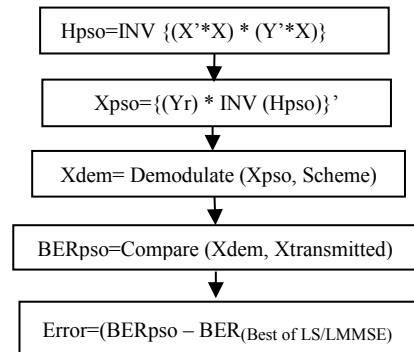 Hpso=INV {(X’*X) * (Y’*X)}
Xpso={(Yr) * INV (Hpso)}’
Xdem= Demodulate (Xpso, Scheme)
BERpso=Compare (Xdem, Xtransmitted)
Error=(BERpso – BER(Best of LS/LMMSE)